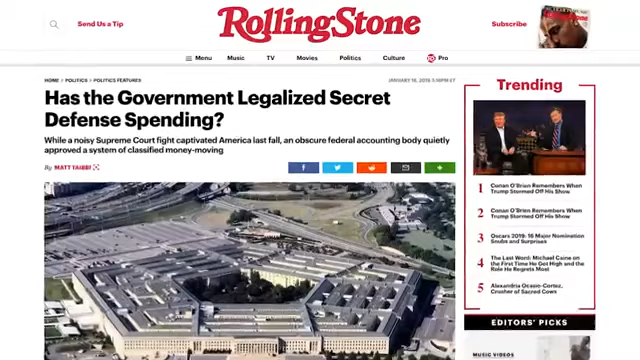 Send Us a Tip
RollingStone
Subscribe
Menu
Music
TV
Movies
Politics
Culture
Pro
HOME / POLITICS / POLITICS FEATURES
JANUARY 16, 2019
Has the Government Legalized Secret
Defense Spending?
While a noisy Supreme Court fight captivated America last fall, an obscure federal accounting body quietly
approved a system of classified money-moving
By MATT TAIBBI
Trending
1 Conan O'Brien Remembers When
Trump Stormed Off His Show
2 Conan O'Brien Remembers When
Trump Stormed Off His Show
3 Oscars 2019: 16 Major Nomination
Snubs and Surprises
4 The Last Word: Michael Caine on
the First Time He Got High and the
Role He Regrets Most
5 Alexandria Ocasio-Cortez,
Crusher of Sacred Cows
EDITORS' PICKS
MUSIC VIDEOS